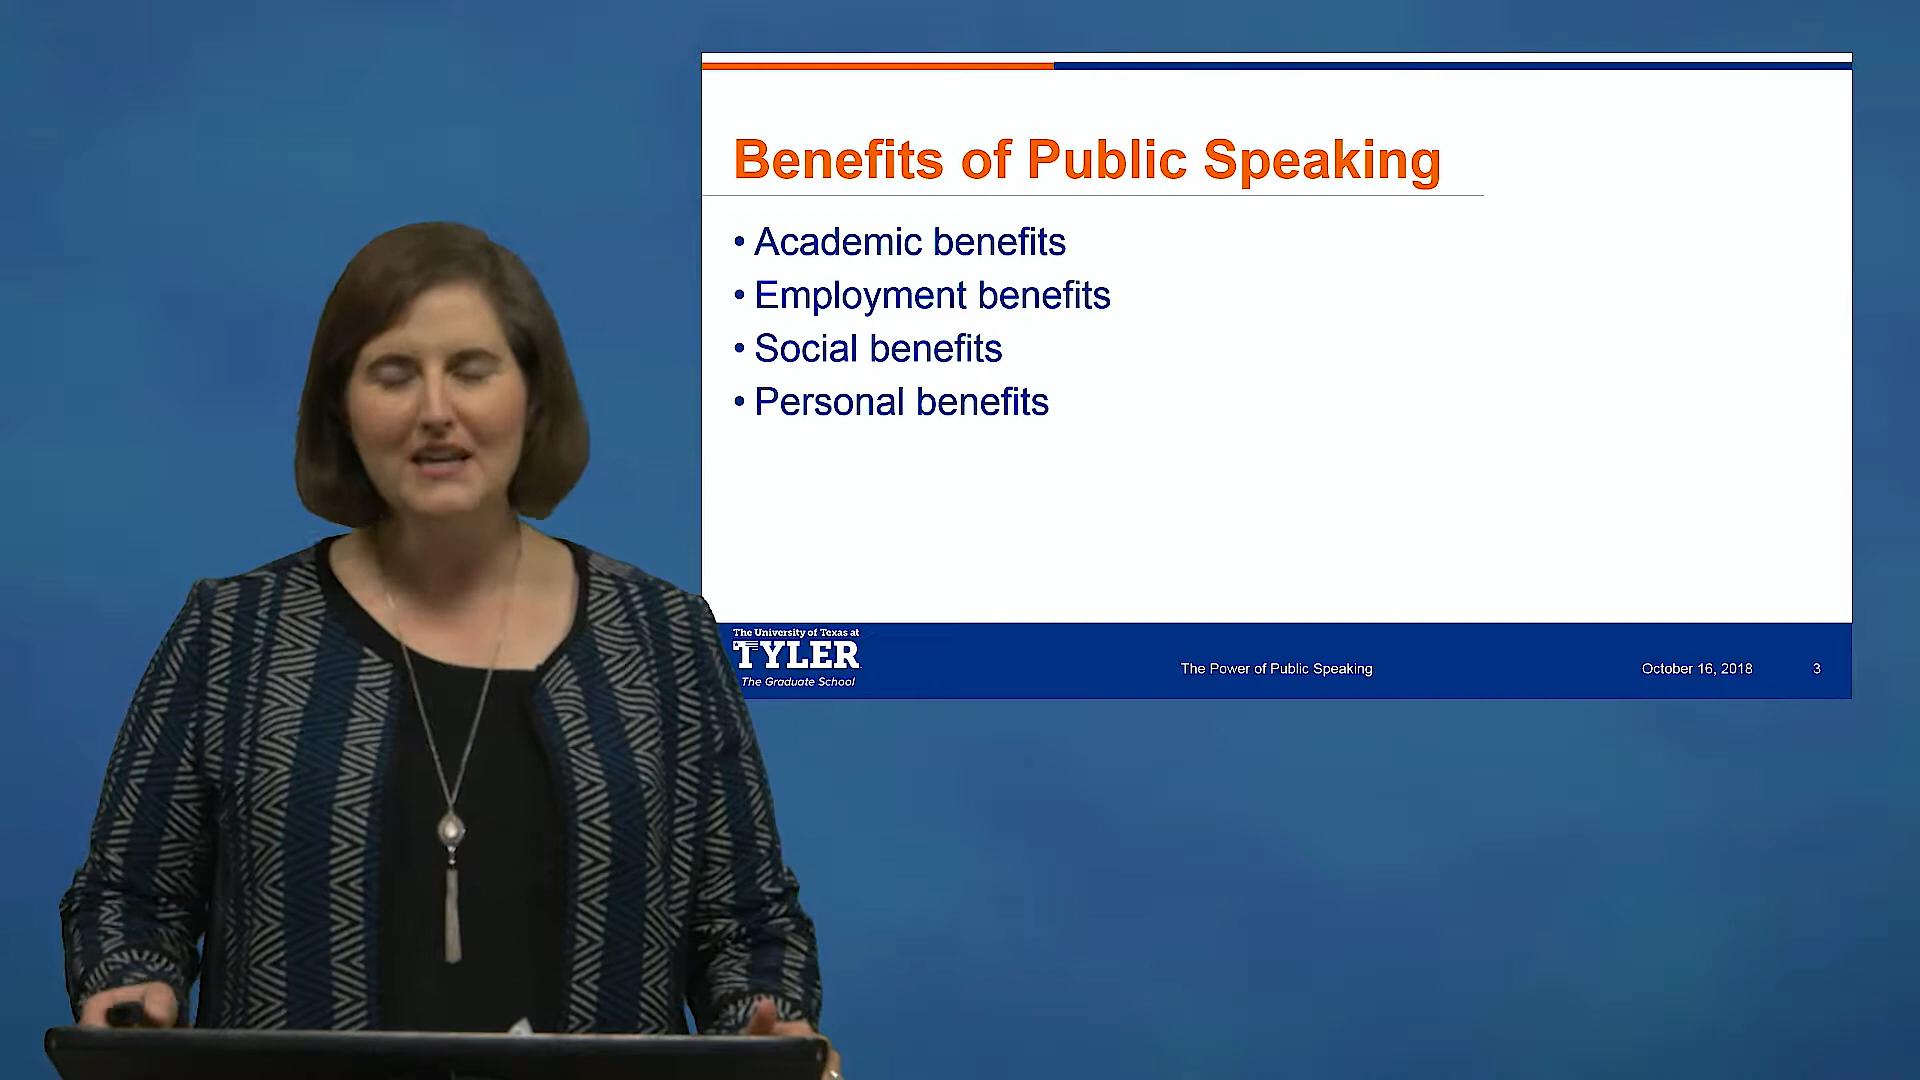 Benefits of Public Speaking
• Academic benefits
• Employment benefits
• Social benefits
• Personal benefits
The University of Texas at
TYLER
The Graduate School
The Power of Public Speaking
October 16, 2018
3